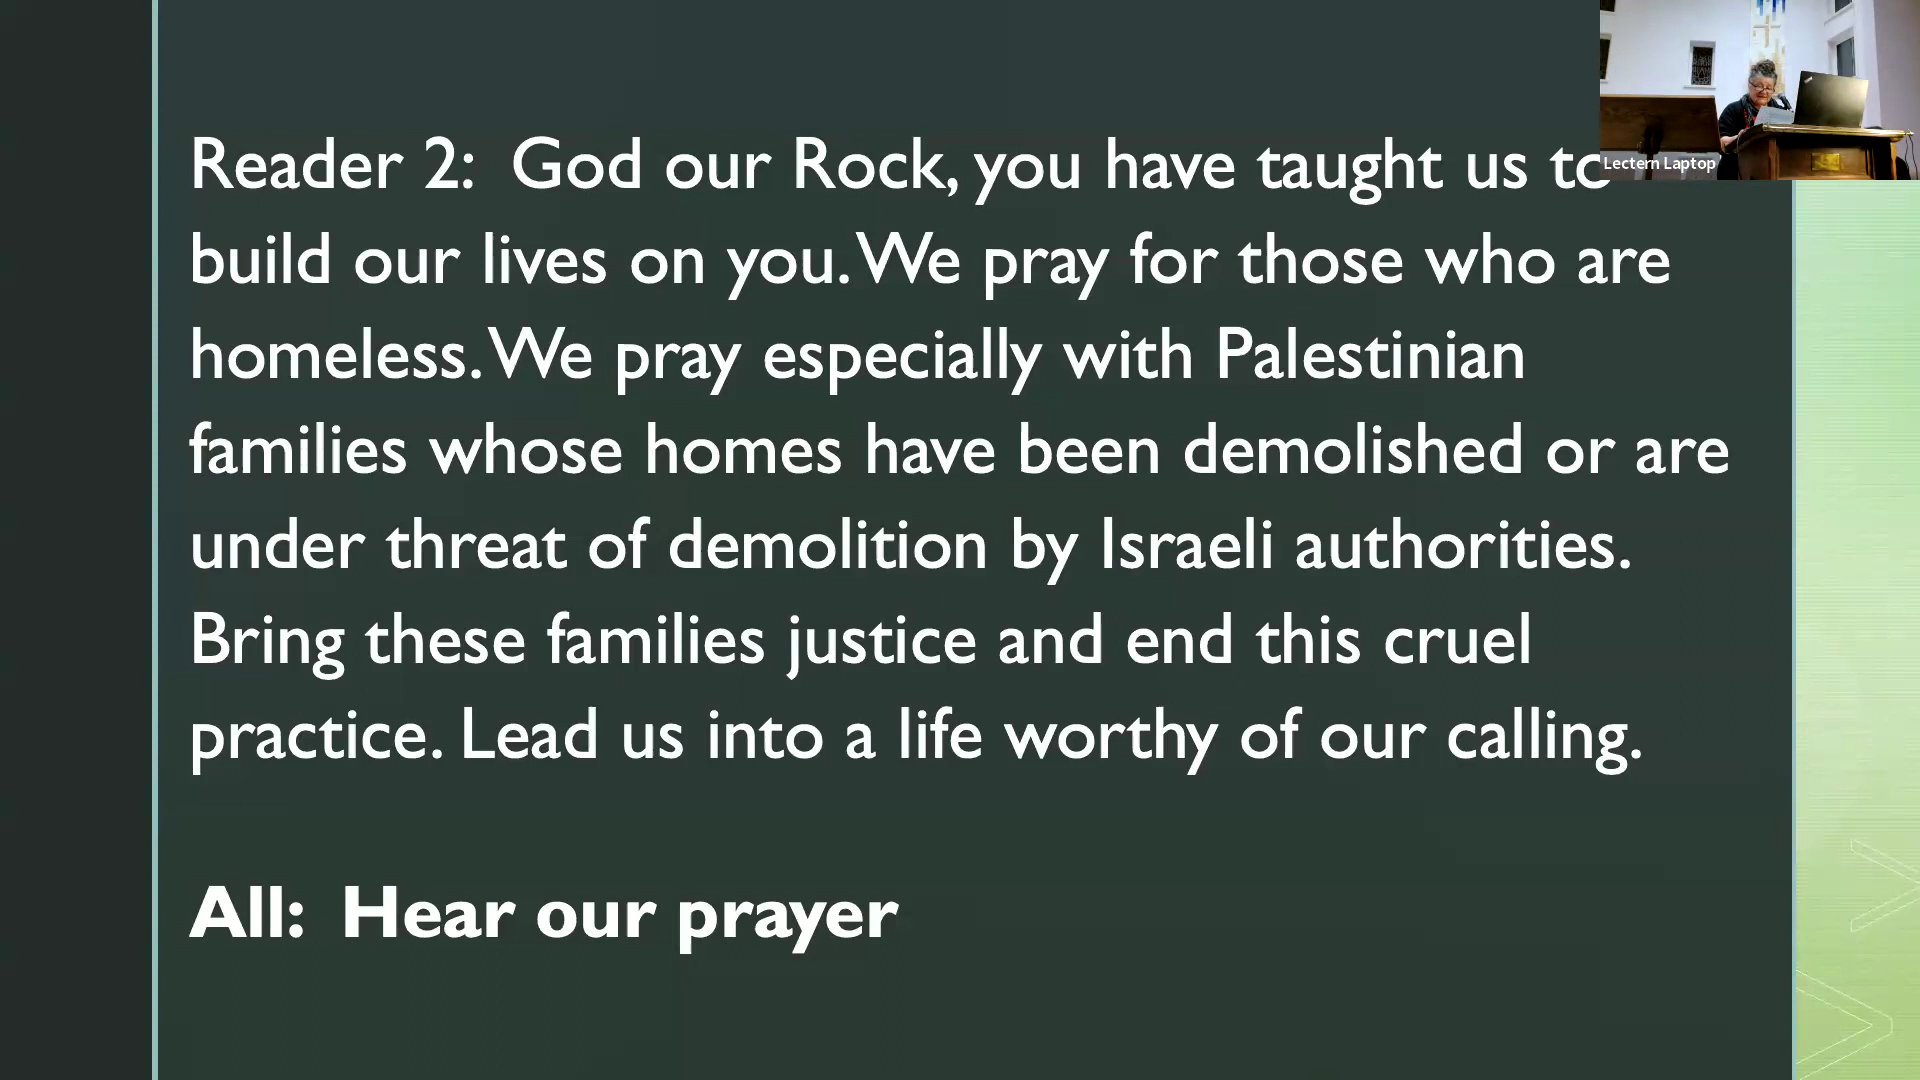 Reader 2:  God our Rock, you have taught us to
build our lives on you. We pray for those who are
homeless. We pray especially with Palestinian
families whose homes have been demolished or are
under threat of demolition by Israeli authorities.
Bring these families justice and end this cruel
practice. Lead us into a life worthy of our calling.
All:  Hear our prayer
Lectern Laptop